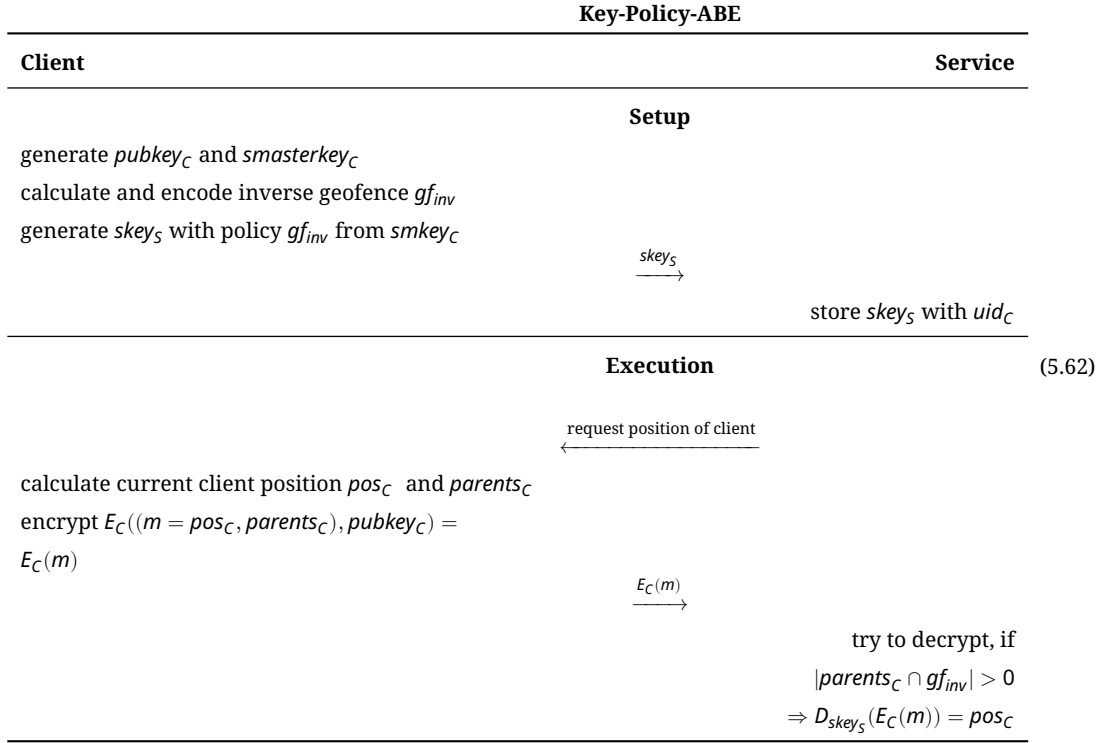 Key-Policy-ABE
Client Service
Setup
generate pubkey_C and smasterkey_C
calculate and encode inverse geofence gf_inv
generate skey_S with policy gf_inv from smkey_C
skey_S
⟶
store skey_S with uid_C
Execution (5.62)
request position of client
⟵
calculate current client position pos_C and parents_C
encrypt E_C((m = pos_C, parents_C), pubkey_C) =
E_C(m)
E_C(m)
⟶
try to decrypt, if
|parents_C ∩ gf_inv| > 0
⇒ D_skey_S(E_C(m)) = pos_C